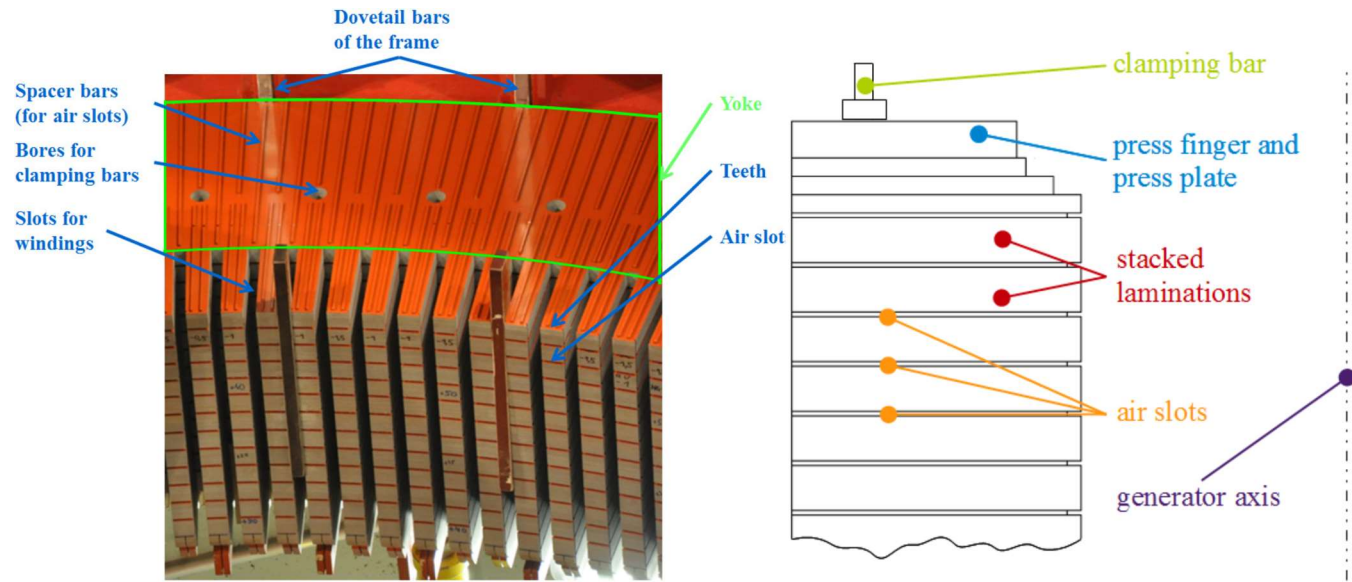 Dovetail bars
of the frame
Spacer bars
(for air slots)
Bores for
clamping bars
Slots for
windings
Yoke
Teeth
Air slot
clamping bar
press finger and
press plate
stacked
laminations
air slots
generator axis